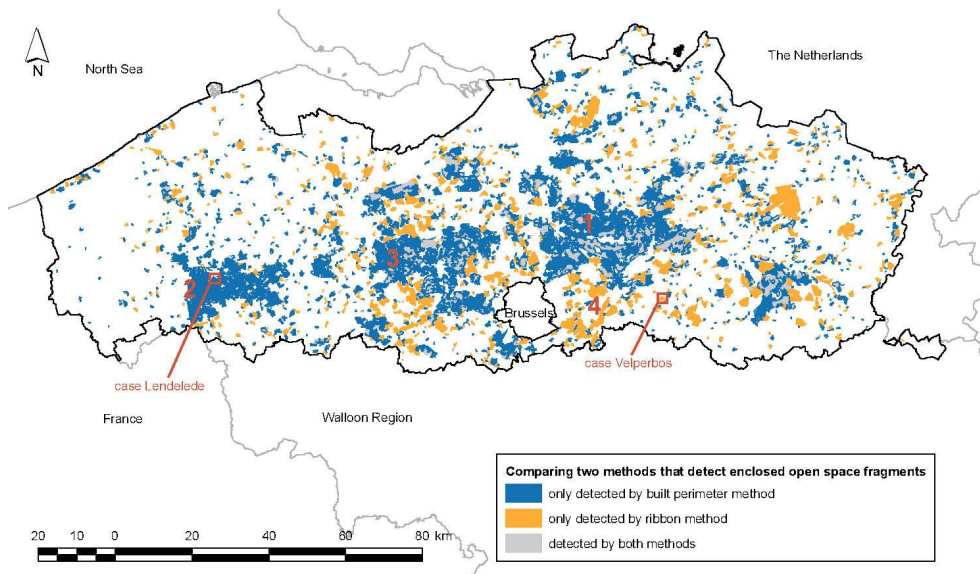 The Netherlands
North Sea
N
1
3
2
4
Brussels
case Lendelede
case Velperbos
France
Walloon Region
Comparing two methods that detect enclosed open space fragments
only detected by built perimeter method
only detected by ribbon method
detected by both methods
20 10 0 20 40 60 80 km